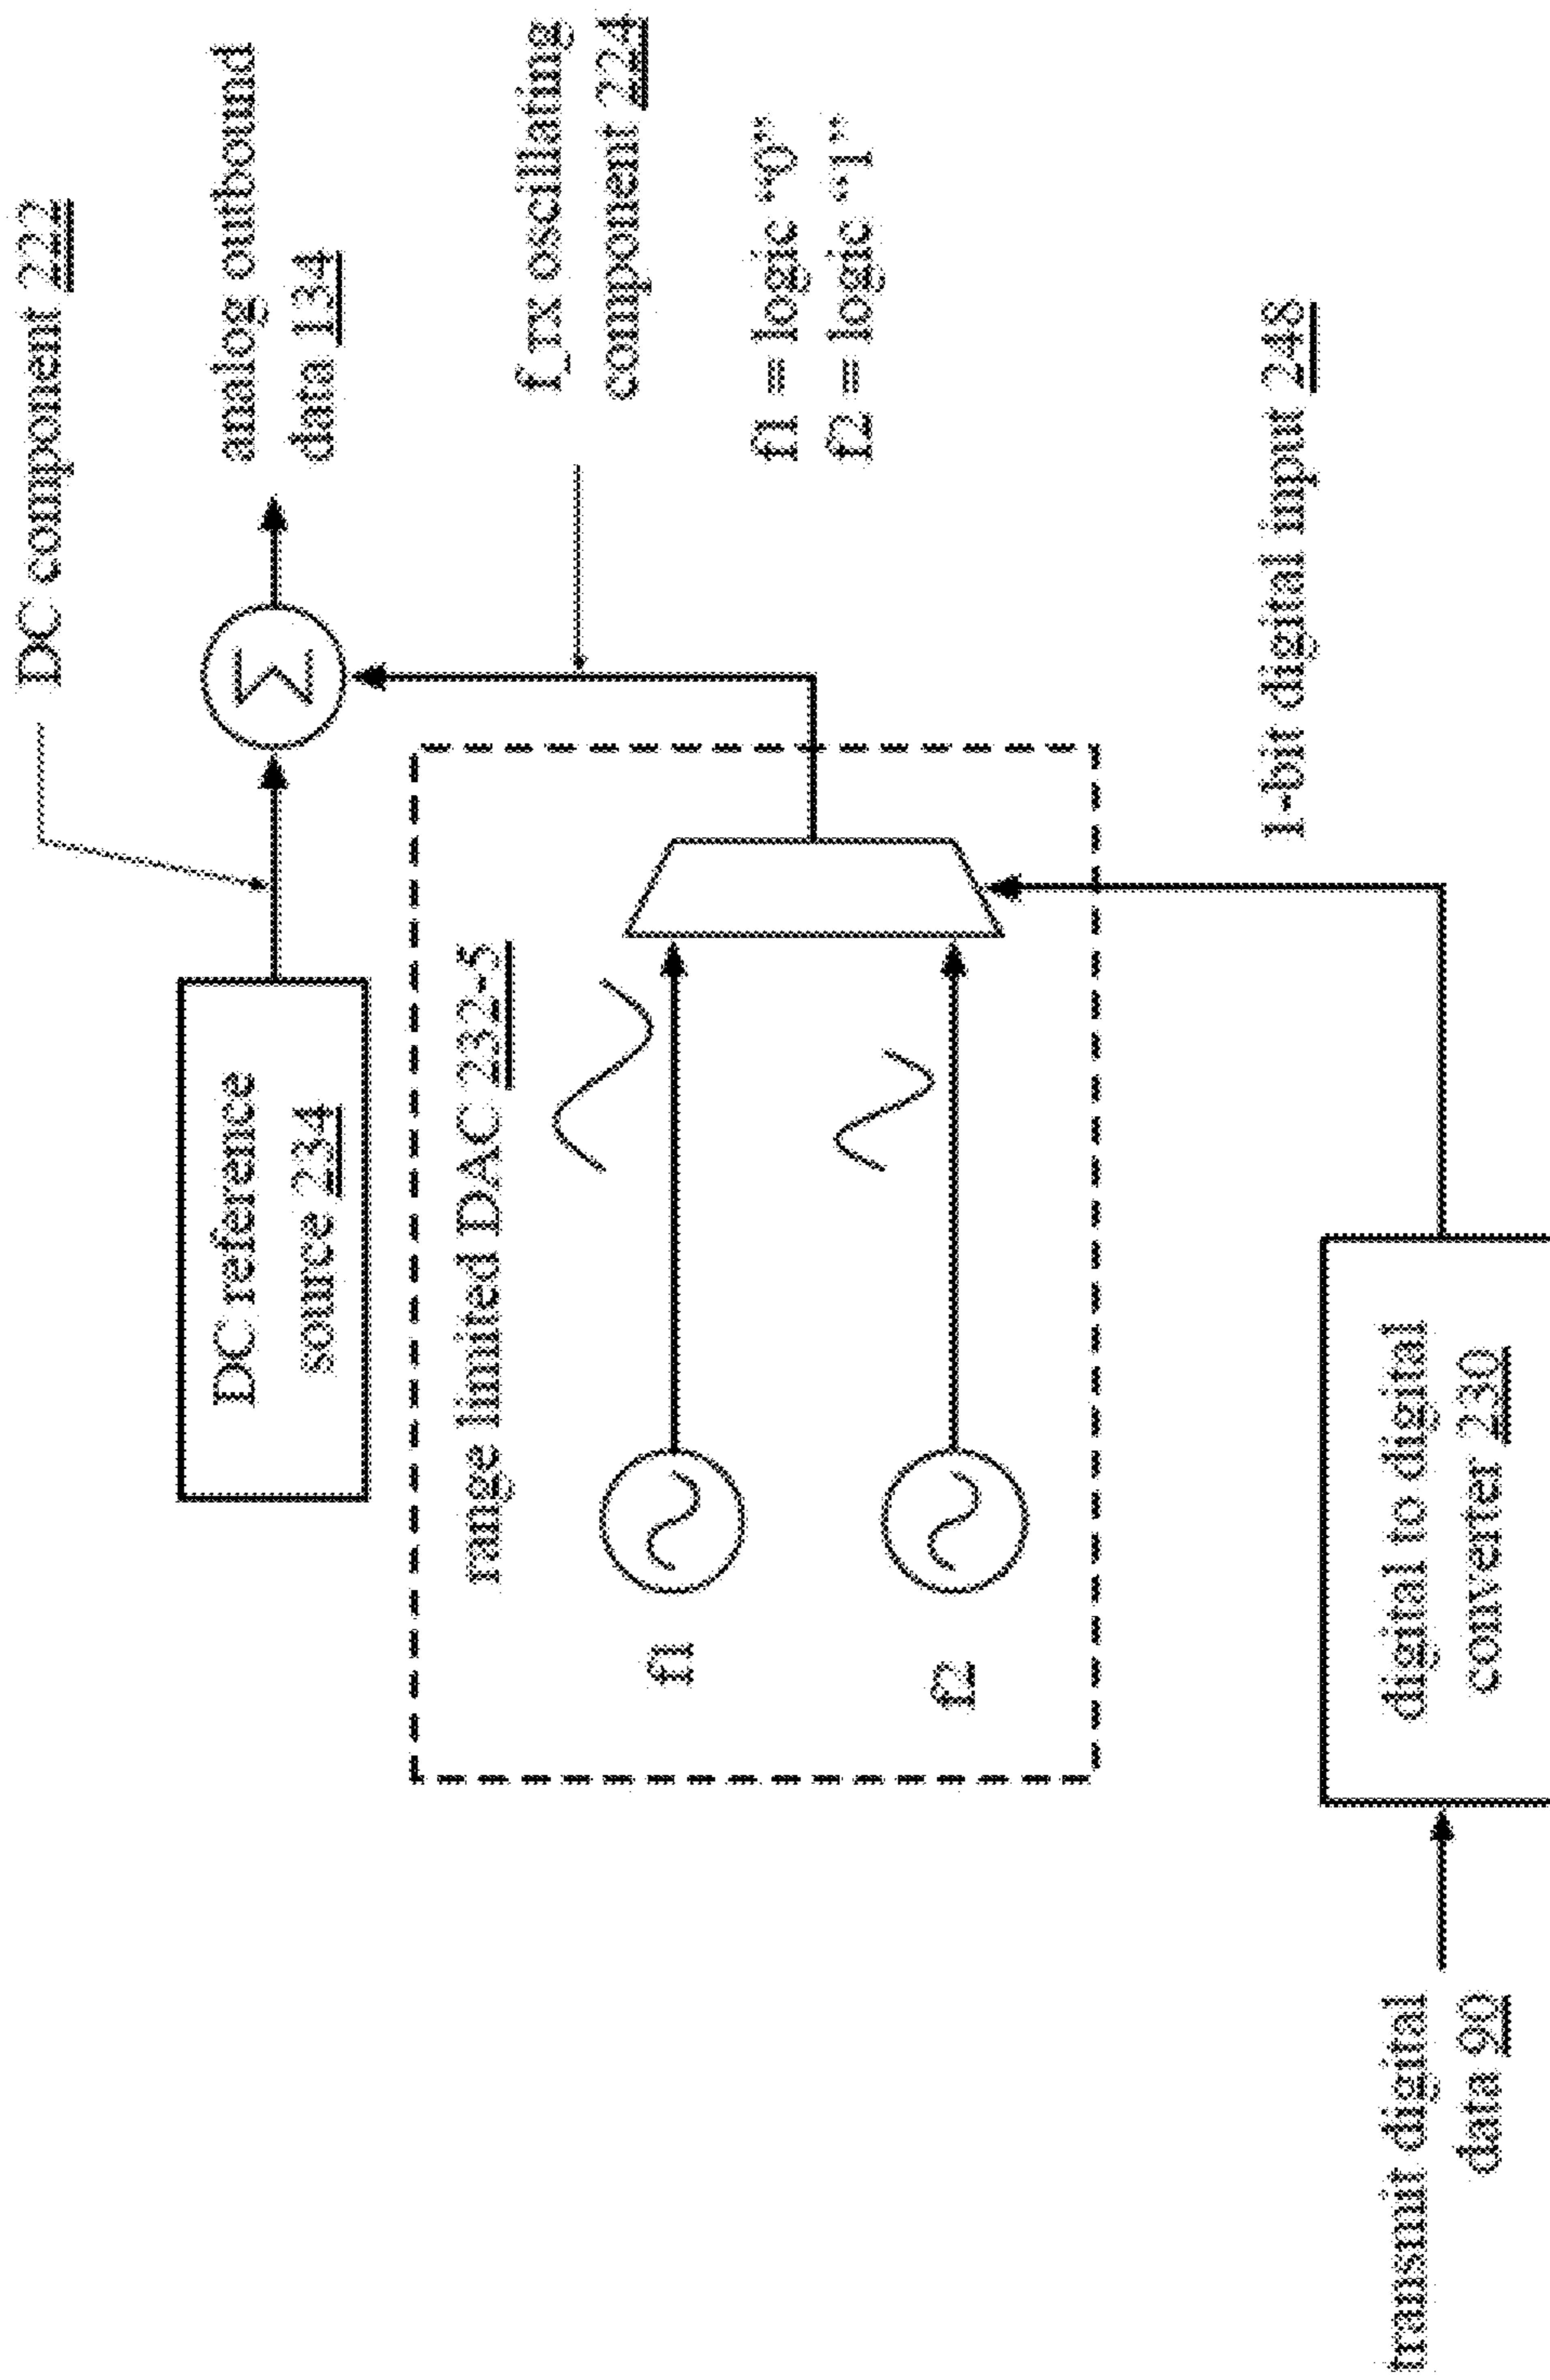 DC component 222
analog outbound
data 134
DC reference
source 234
f_rx oscillating
component 224
range limited DAC 232-5
f1 = logic “0”
f2 = logic “1”
f1
f2
1-bit digital input 248
digital to digital
converter 230
transmit digital
data 90